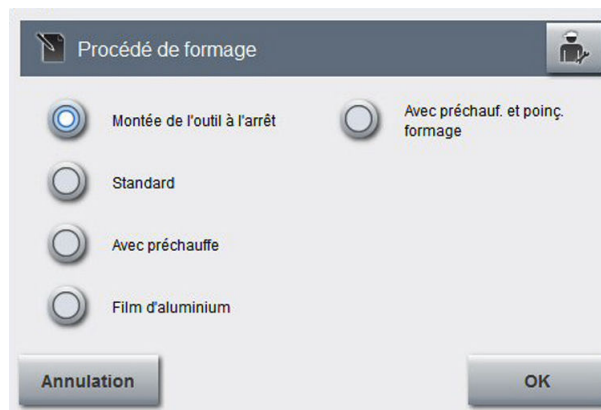 Procédé de formage
Montée de l'outil à l'arrêt
Standard
Avec préchauffe
Film d'aluminium
Avec préchauf. et poinç.
formage
Annulation
OK